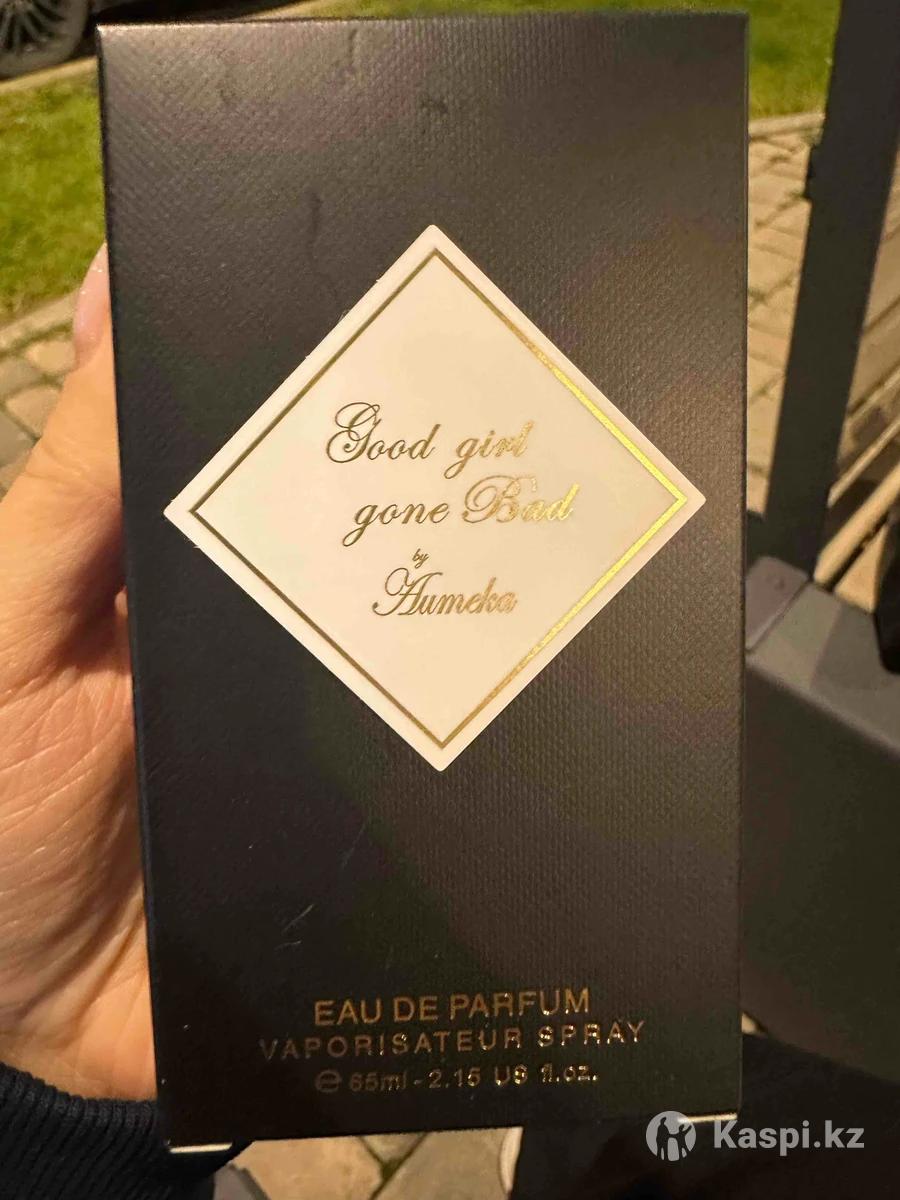 Good girl
gone Bad
by
Aumeka
EAU DE PARFUM
VAPORISATEUR SPRAY
℮ 65ml - 2.15 US fl.oz.
Kaspi.kz